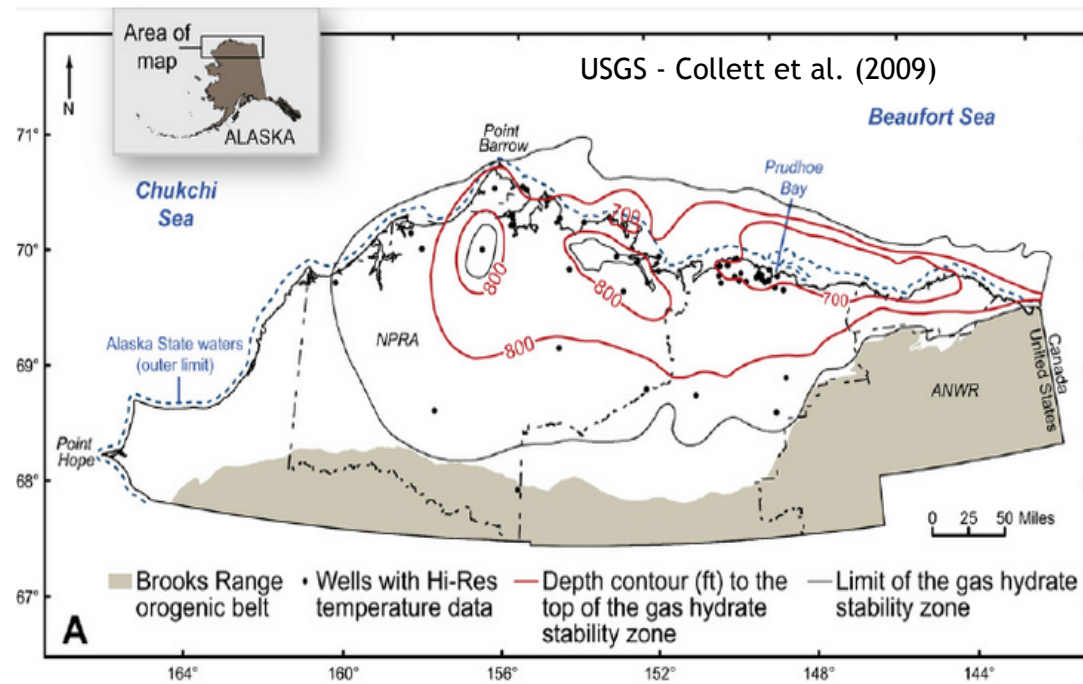 Area of
map
ALASKA
USGS - Collett et al. (2009)
N
Beaufort Sea
Point
Barrow
Prudhoe
Bay
Chukchi
Sea
71°
70°
69°
68°
67°
700
800
800
700
800
NPRA
Alaska State waters
(outer limit)
Canada
United States
ANWR
Point
Hope
0 25 50 Miles
Brooks Range
orogenic belt
Wells with Hi-Res
temperature data
Depth contour (ft) to the
top of the gas hydrate
stability zone
Limit of the gas hydrate
stability zone
A
164° 160° 156° 152° 148° 144°